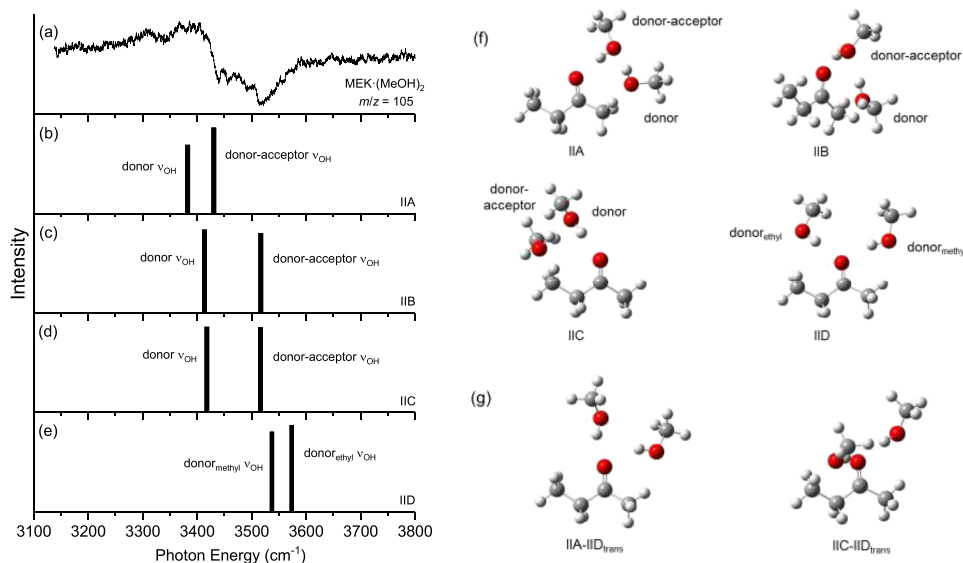 (a)
MEK·(MeOH)₂
m/z = 105
(b)
donor νOH
donor-acceptor νOH
IIA
(c)
donor νOH
donor-acceptor νOH
IIB
(d)
donor νOH
donor-acceptor νOH
IIC
(e)
donormethyl νOH
donorethyl νOH
IID
Intensity
3100 3200 3300 3400 3500 3600 3700 3800
Photon Energy (cm⁻¹)
(f)
donor-acceptor
donor
IIA
donor-acceptor
donor
IIB
donor-
acceptor
donor
IIC
donorethyl
donormethy
IID
(g)
IIA-IIDtrans
IIC-IIDtrans